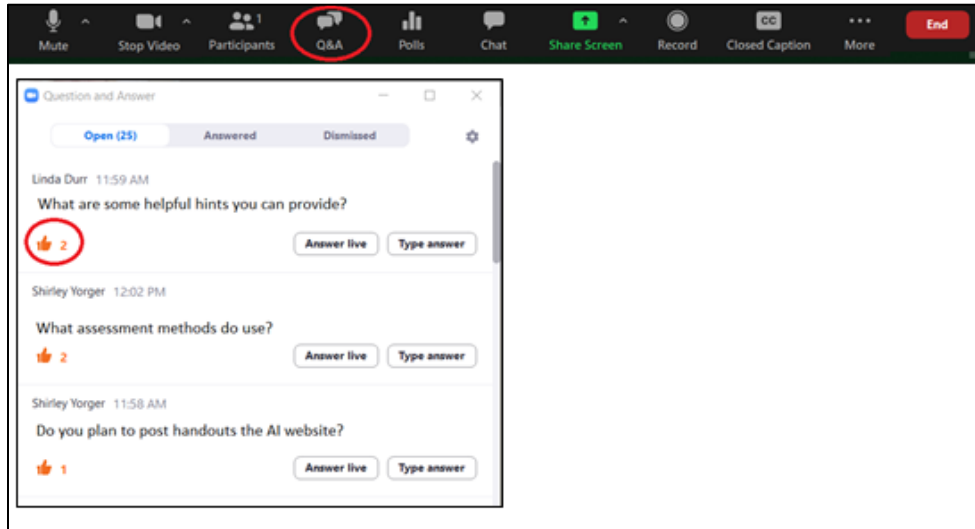 1
Mute Stop Video Participants Q&A Polls Chat Share Screen Record CC Closed Caption More End
Question and Answer
Open (25) Answered Dismissed
Linda Durr 11:59 AM
What are some helpful hints you can provide?
2 Answer live Type answer
Shirley Yorger 12:02 PM
What assessment methods do use?
2 Answer live Type answer
Shirley Yorger 11:58 AM
Do you plan to post handouts the AI website?
1 Answer live Type answer